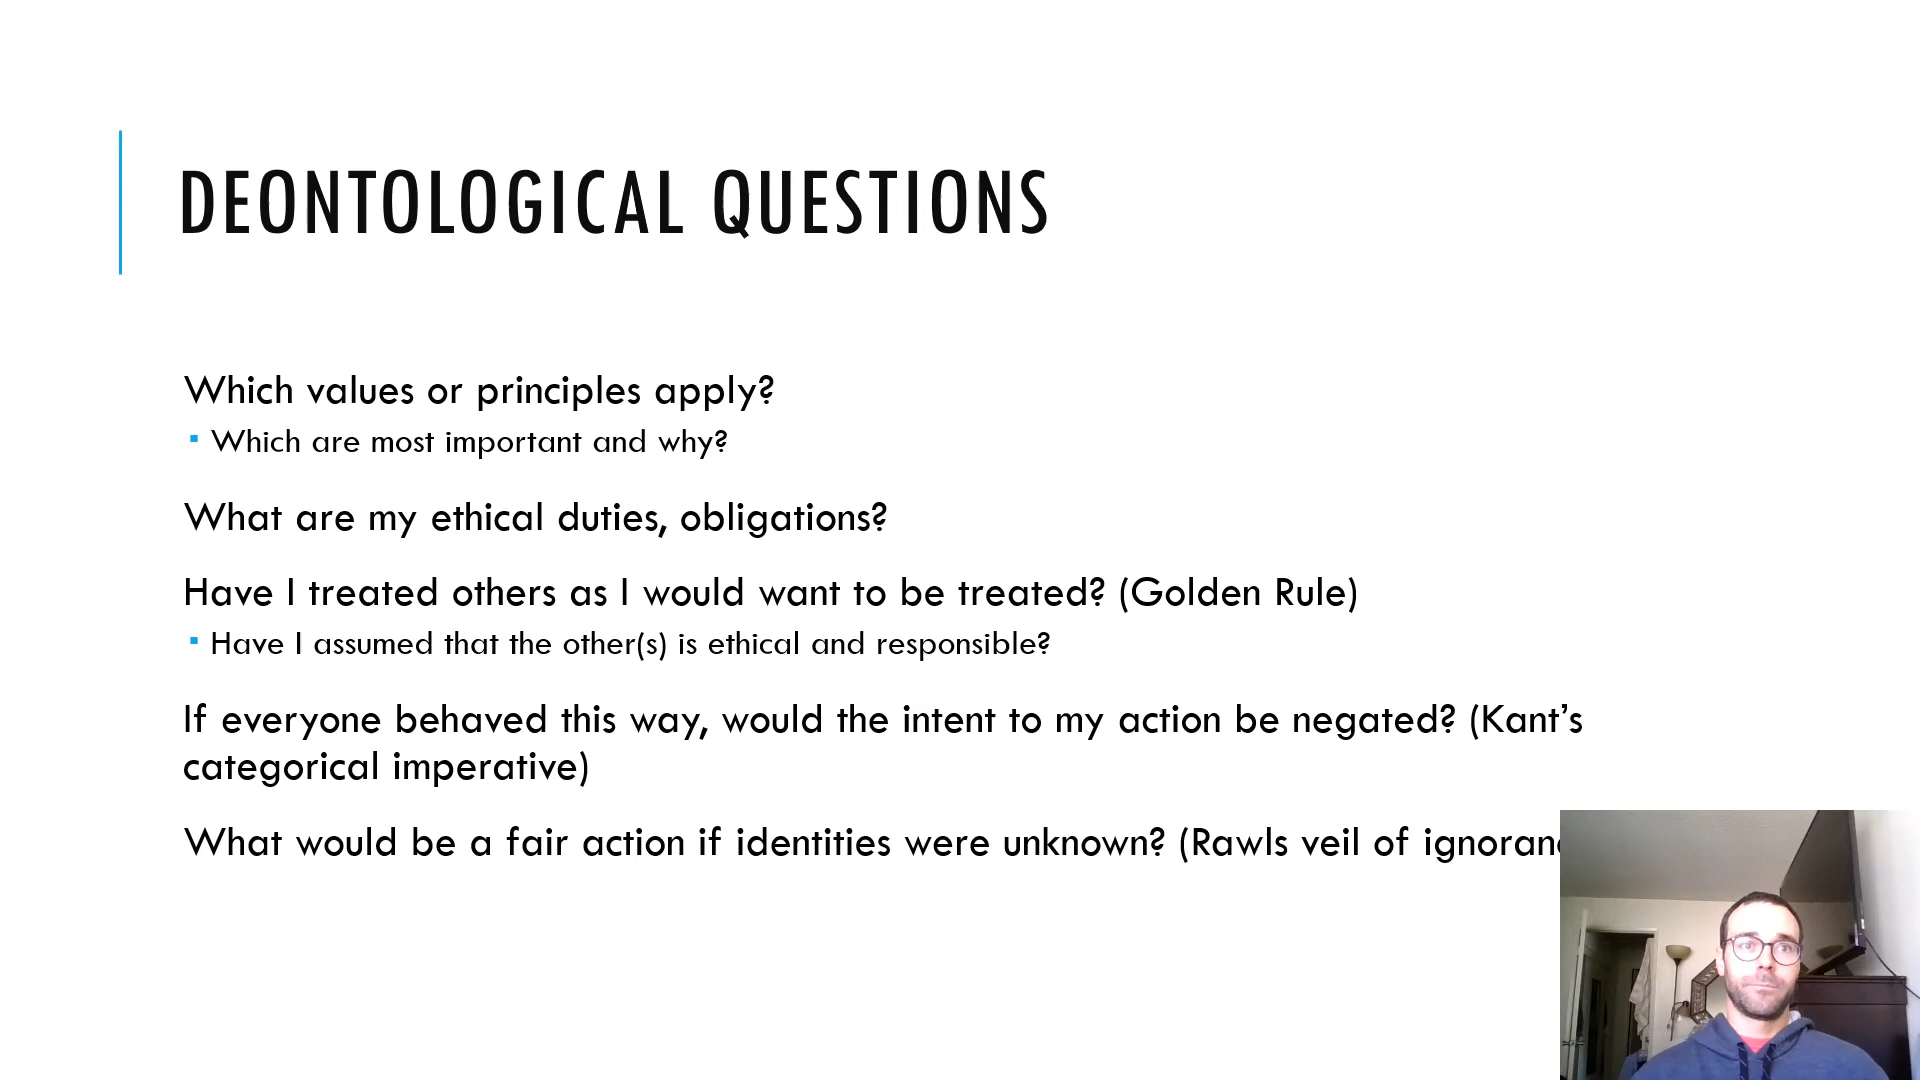 DEONTOLOGICAL QUESTIONS
Which values or principles apply?
▪ Which are most important and why?
What are my ethical duties, obligations?
Have I treated others as I would want to be treated? (Golden Rule)
▪ Have I assumed that the other(s) is ethical and responsible?
If everyone behaved this way, would the intent to my action be negated? (Kant’s
categorical imperative)
What would be a fair action if identities were unknown? (Rawls veil of